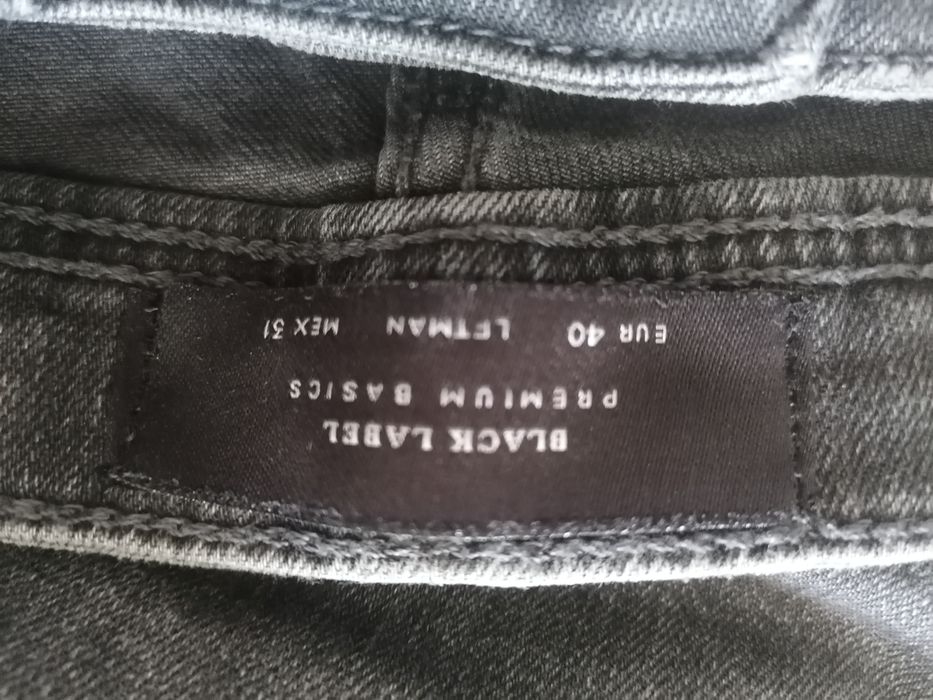 BLACK LABEL
PREMIUM BASICS
EUR 40 LFTMAN MEX 31